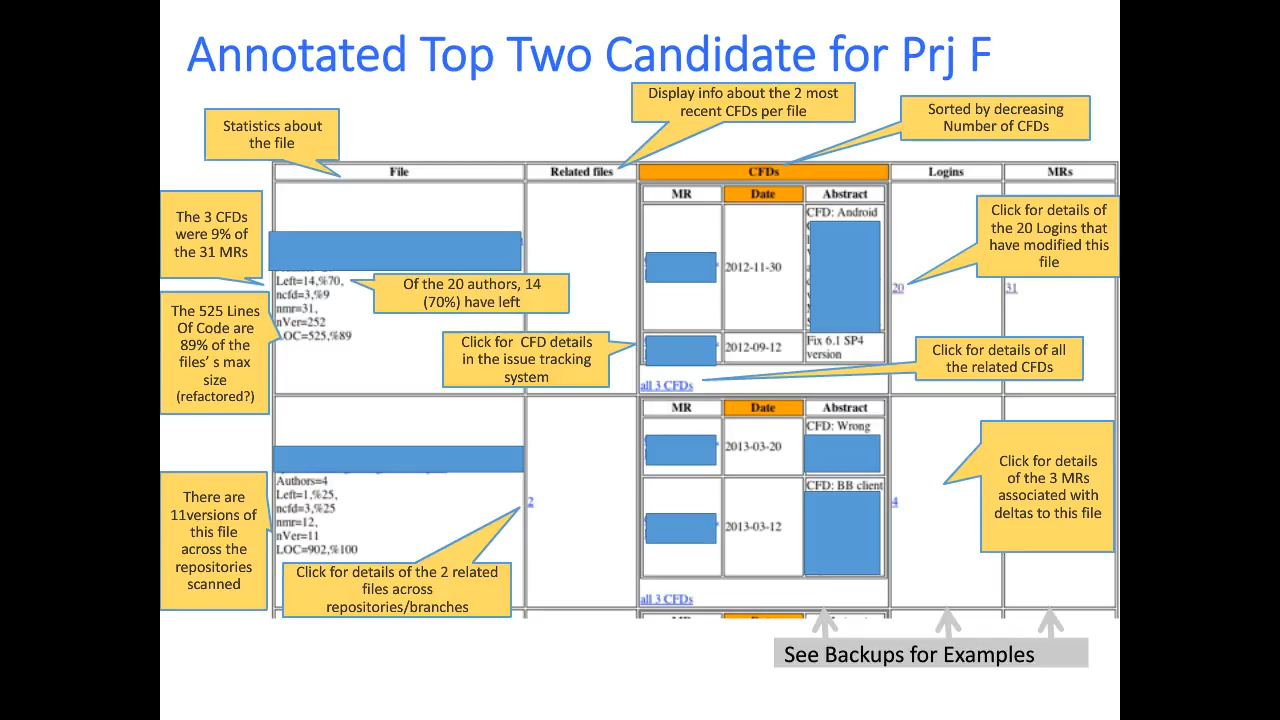 Annotated Top Two Candidate for Prj F
Display info about the 2 most
recent CFDs per file
Sorted by decreasing
Number of CFDs
Statistics about
the file
File
Related files
CFDs
Logins
MRs
The 3 CFDs
were 9% of
the 31 MRs
Left=14,%70,
ncfd=3,%9
nmr=31,
nVer=252
LOC=525,%89
Of the 20 authors, 14
(70%) have left
The 525 Lines
Of Code are
89% of the
files' s max
size
(refactored?)
Click for CFD details
in the issue tracking
system
MR
Date
Abstract
2012-11-30
CFD: Android
2012-09-12
Fix 6.1 SP4
version
all 3 CFDs
20
31
Click for details of
the 20 Logins that
have modified this
file
Click for details of all
the related CFDs
There are
11versions of
this file
across the
repositories
scanned
Authors=4
Left=1,%25,
ncfd=3,%25
nmr=12,
nVer=11
LOC=902,%100
2
Click for details of the 2 related
files across
repositories/branches
MR
Date
Abstract
2013-03-20
CFD: Wrong
2013-03-12
CFD: BB client
all 3 CFDs
4
Click for details
of the 3 MRs
associated with
deltas to this file
MR
Date
Abstract
See Backups for Examples